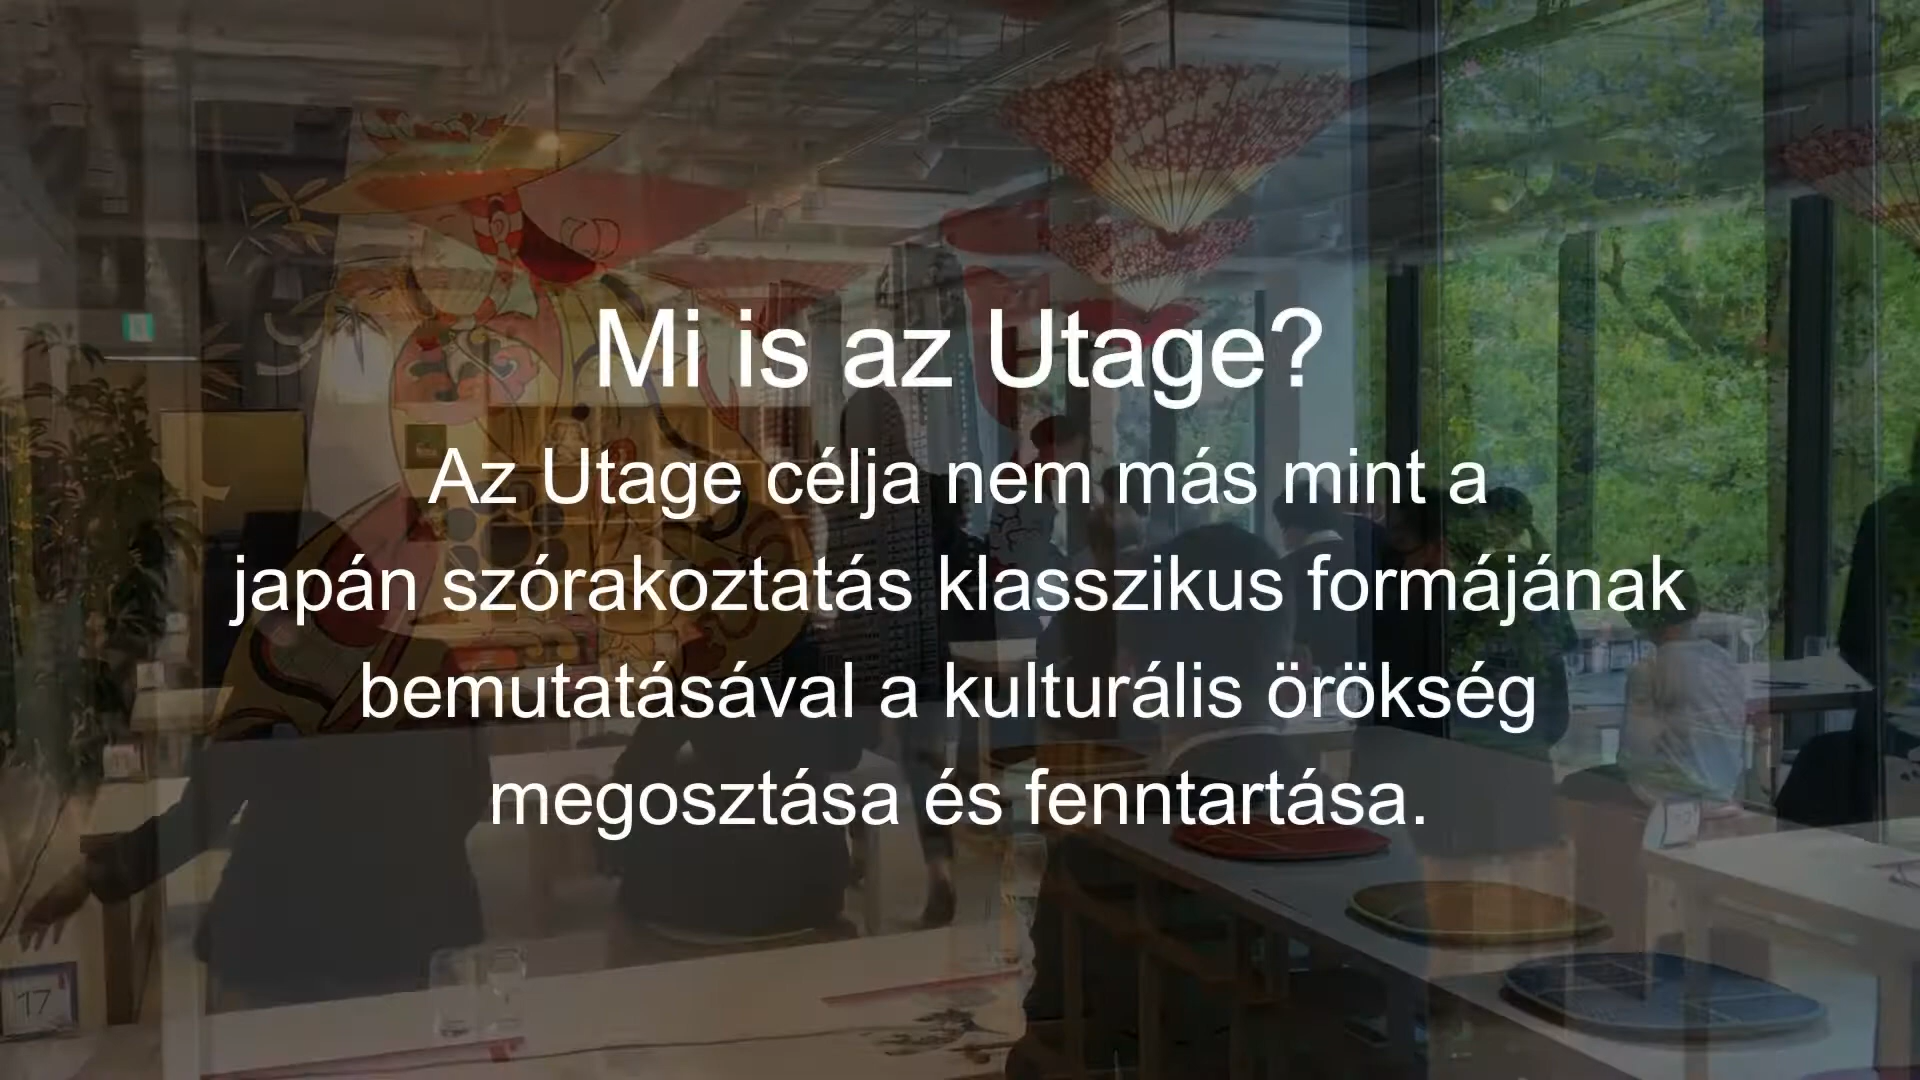 Mi is az Utage?
Az Utage célja nem más mint a
japán szórakoztatás klasszikus formájának
bemutatásával a kulturális örökség
megosztása és fenntartása.
17